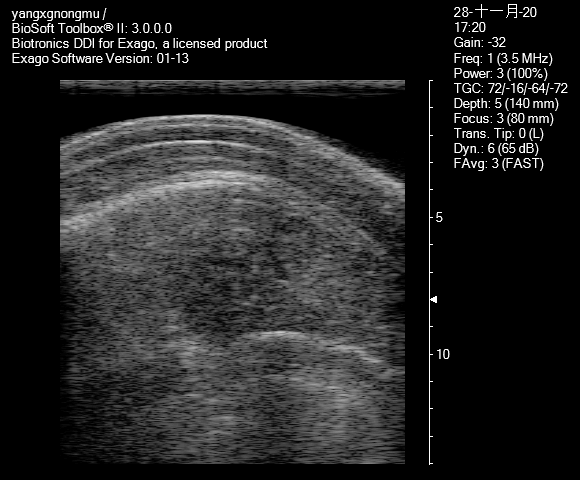 yangxgnongmu /
BioSoft Toolbox® II: 3.0.0.0
Biotronics DDI for Exago, a licensed product
Exago Software Version: 01-13
28-十一月-20
17:20
Gain: -32
Freq: 1 (3.5 MHz)
Power: 3 (100%)
TGC: 72/-16/-64/-72
Depth: 5 (140 mm)
Focus: 3 (80 mm)
Trans. Tip: 0 (L)
Dyn.: 6 (65 dB)
FAvg: 3 (FAST)
5
10